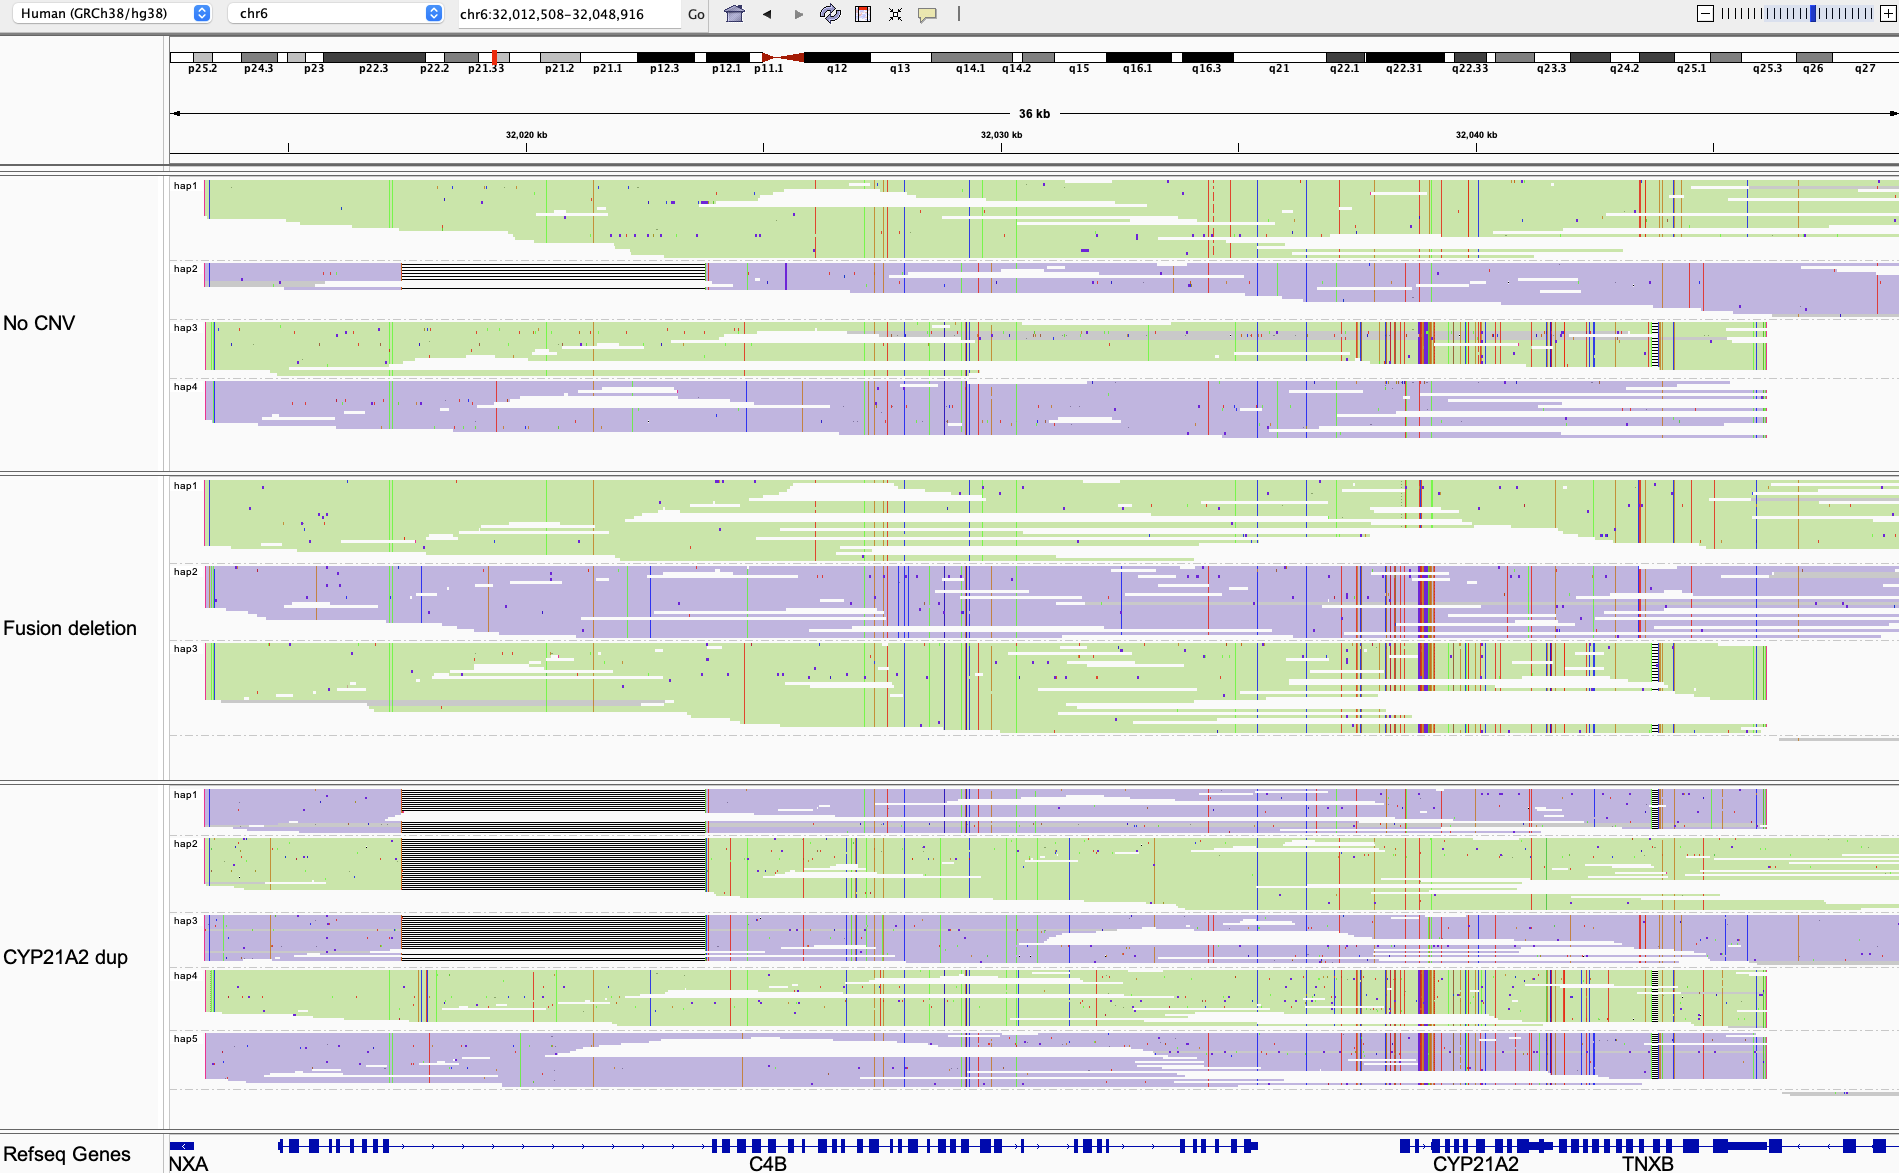 Human (GRCh38/hg38) chr6 chr6:32,012,508-32,048,916 Go
p25.2 p24.3 p23 p22.3 p22.2 p21.33 p21.2 p21.1 p12.3 p12.1 p11.1 q12 q13 q14.1 q14.2 q15 q16.1 q16.3 q21 q22.1 q22.31 q22.33 q23.3 q24.2 q25.1 q25.3 q26 q27
36 kb
32,020 kb 32,030 kb 32,040 kb
hap1
hap2
No CNV
hap3
hap4
hap1
hap2
Fusion deletion
hap3
hap1
hap2
hap3
CYP21A2 dup
hap4
hap5
Refseq Genes
NXA C4B CYP21A2 TNXB